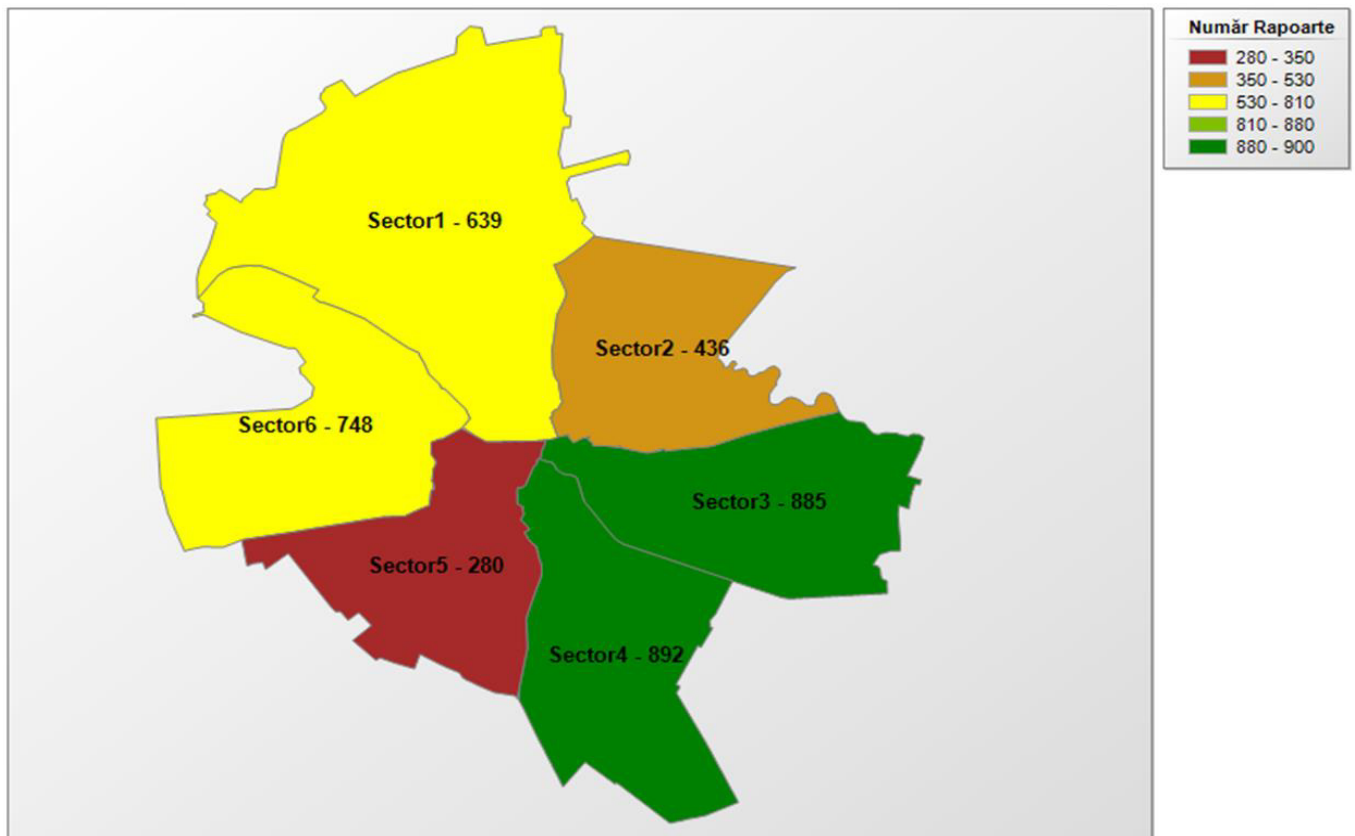 Număr Rapoarte
280 - 350
350 - 530
530 - 810
810 - 880
880 - 900
Sector1 - 639
Sector2 - 436
Sector6 - 748
Sector3 - 885
Sector5 - 280
Sector4 - 892